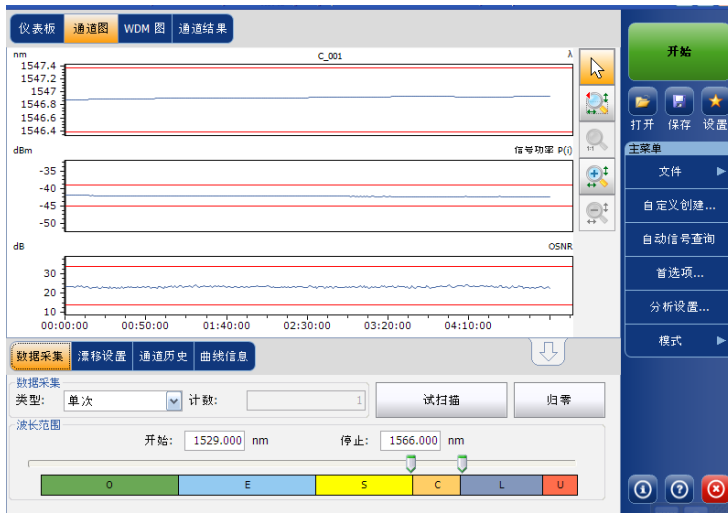 仪表板 通道图 WDM 图 通道结果
nm C_001 λ
1547.4
1547.2
1547
1546.8
1546.6
1546.4
dBm 信号功率 P(i)
-35
-40
-45
-50
dB OSNR
30
20
10
00:00:00 00:50:00 01:40:00 02:30:00 03:20:00 04:10:00
1:1
开始
打开 保存 设置
主菜单
文件
自定义创建...
自动信号查询
首选项...
分析设置...
模式
数据采集 漂移设置 通道历史 曲线信息
数据采集
类型: 单次 计数: 1 试扫描 归零
波长范围
开始: 1529.000 nm 停止: 1566.000 nm
O E S C L U